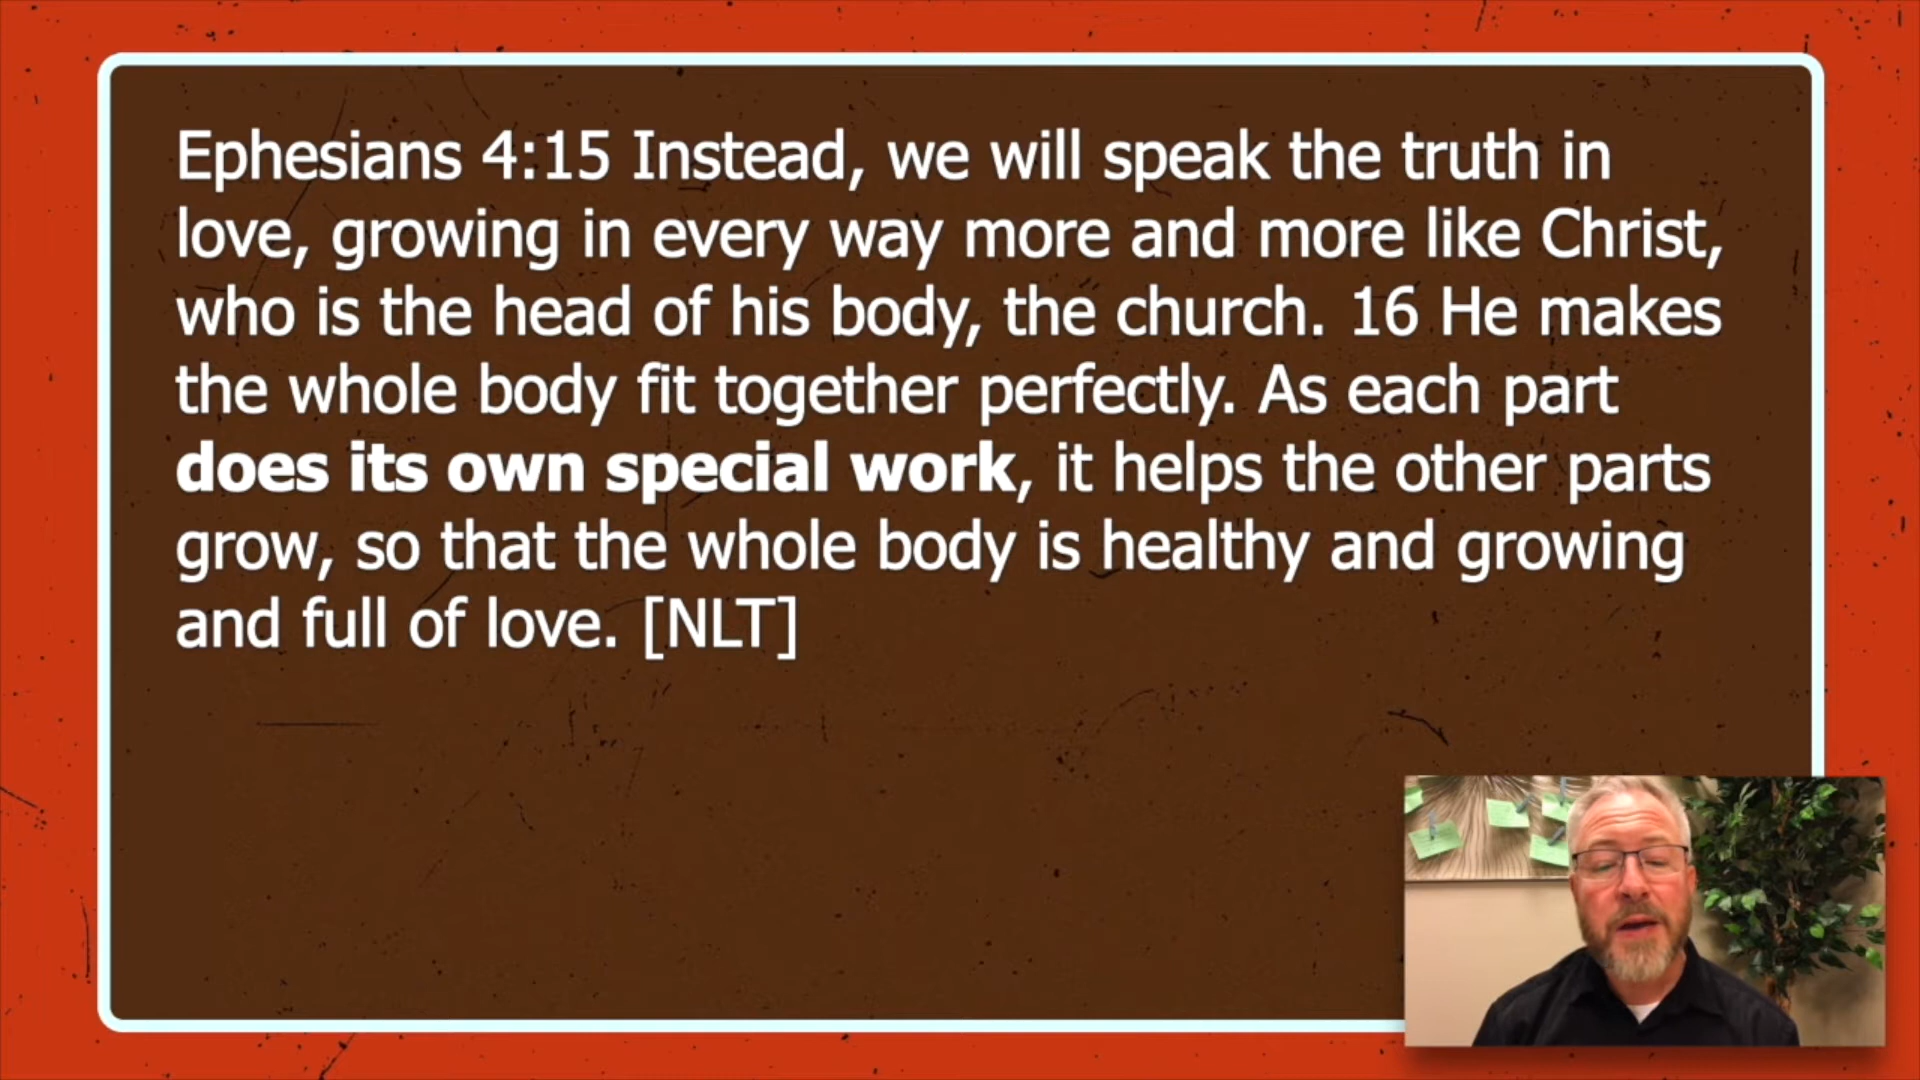 Ephesians 4:15 Instead, we will speak the truth in
love, growing in every way more and more like Christ,
who is the head of his body, the church. 16 He makes
the whole body fit together perfectly. As each part
does its own special work, it helps the other parts
grow, so that the whole body is healthy and growing
and full of love. [NLT]